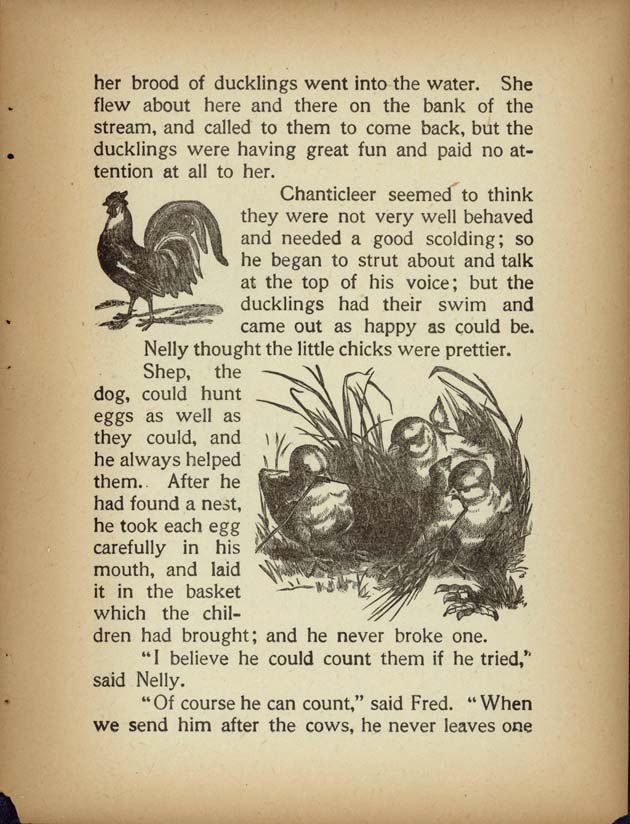 her brood of ducklings went into the water. She
flew about here and there on the bank of the
stream, and called to them to come back, but the
ducklings were having great fun and paid no at-
tention at all to her.
Chanticleer seemed to think
they were not very well behaved
and needed a good scolding; so
he began to strut about and talk
at the top of his voice; but the
ducklings had their swim and
came out as happy as could be.
Nelly thought the little chicks were prettier.
Shep, the
dog, could hunt
eggs as well as
they could, and
he always helped
them. After he
had found a nest,
he took each egg
carefully in his
mouth, and laid
it in the basket
which the chil-
dren had brought; and he never broke one.
“I believe he could count them if he tried,”
said Nelly.
“Of course he can count,” said Fred. “When
we send him after the cows, he never leaves one